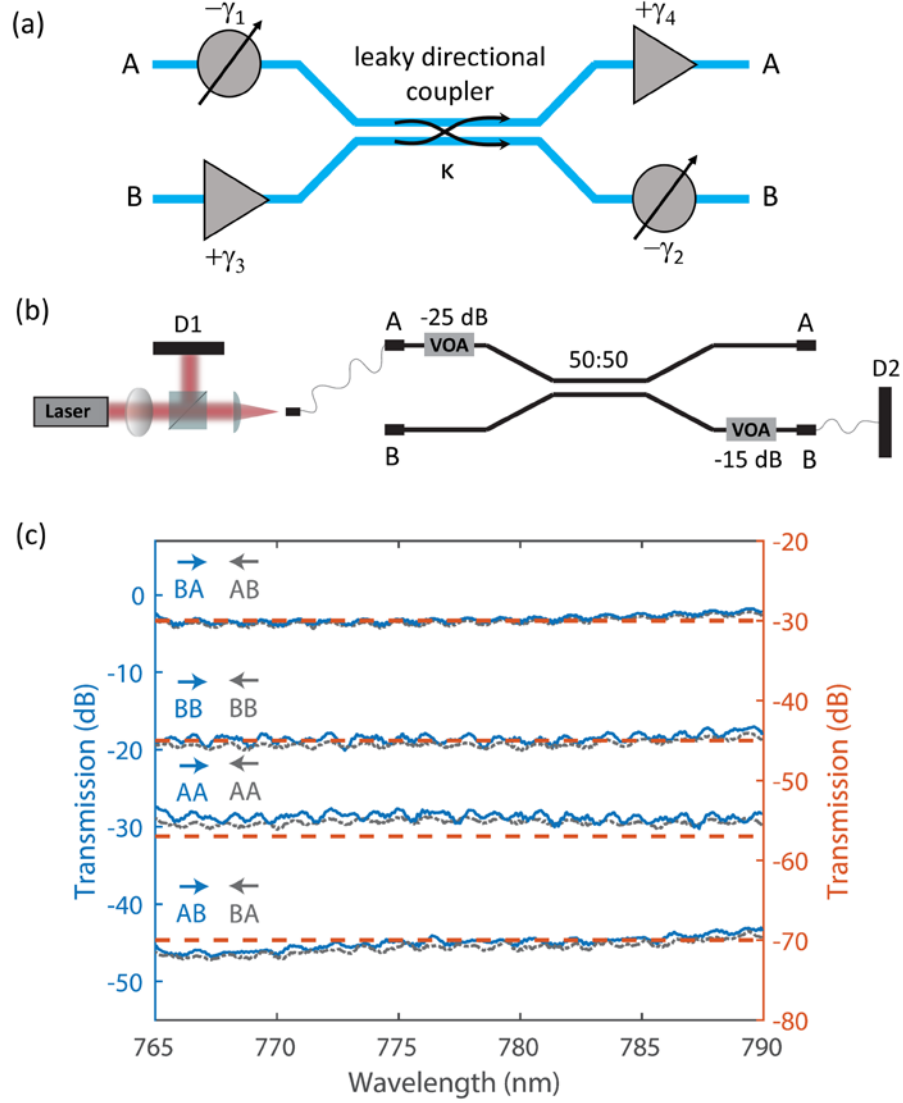 (a)
−γ1
+γ4
A
A
leaky directional
coupler
κ
B
B
+γ3
−γ2
(b)
D1
A
-25 dB
VOA
A
50:50
D2
Laser
VOA
B
-15 dB
B
(c)
-20
BA
AB
0
-30
-10
BB
BB
-40
-20
-50
AA
AA
-30
-60
-40
AB
BA
-70
-50
-80
Transmission (dB)
Transmission (dB)
765
770
775
780
785
790
Wavelength (nm)